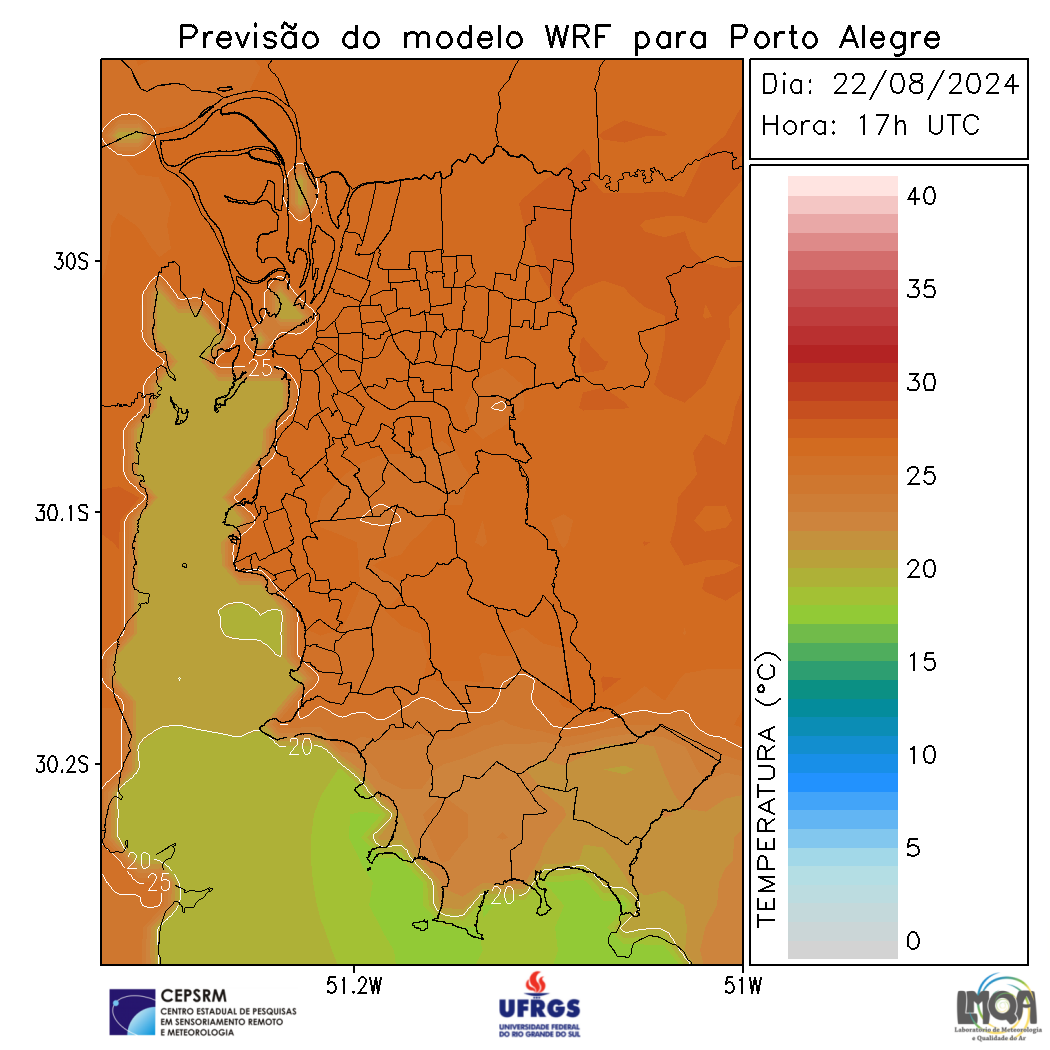 Previsão do modelo WRF para Porto Alegre
Dia: 22/08/2024
Hora: 17h UTC
40
35
30
25
20
15
10
5
0
TEMPERATURA (°C)
30S
30.1S
30.2S
25
20
20
25
20
51.2W
51W
CEPSRM
CENTRO ESTADUAL DE PESQUISAS
EM SENSORIAMENTO REMOTO
E METEOROLOGIA
UFRGS
UNIVERSIDADE FEDERAL
DO RIO GRANDE DO SUL
LMQA
Laboratório de Meteorologia
e Qualidade do Ar